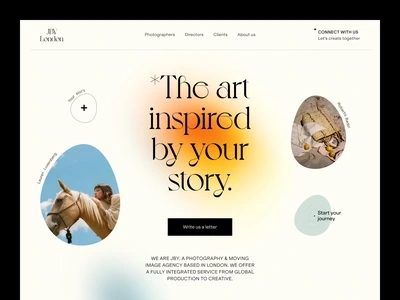 JBY
London
Photographers Directors Clients About us
CONNECT WITH US
Let's create together
*The art
inspired
by your
story.
Your story
+
Write us a letter
Start your
journey
WE ARE JBY, A PHOTOGRAPHY & MOVING
IMAGE AGENCY BASED IN LONDON. WE OFFER
A FULLY INTEGRATED SERVICE FROM GLOBAL
PRODUCTION TO CREATIVE.